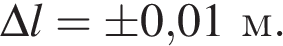 Δl = ±0,01 м.